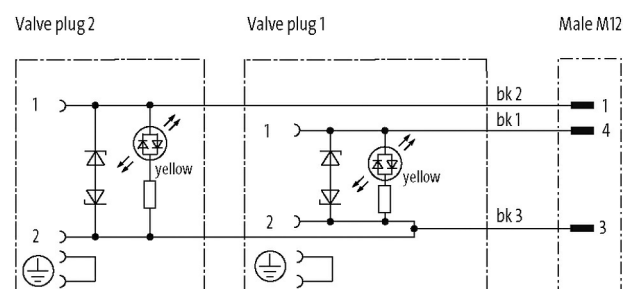 Valve plug 2 Valve plug 1 Male M12
1 bk 2 1
1 bk 1 4
yellow yellow
2 2 bk 3 3